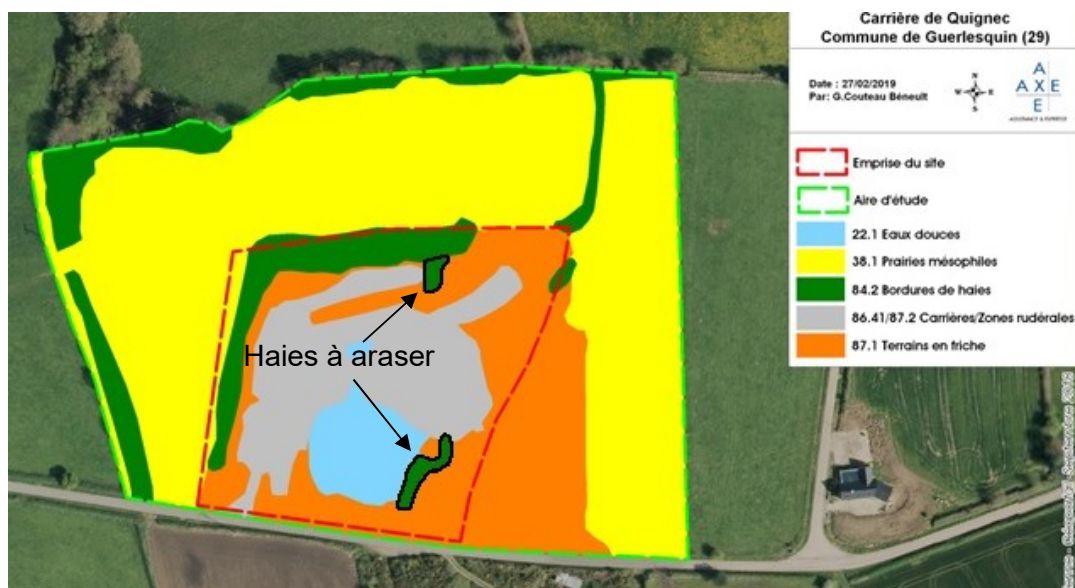 Carrière de Quignec
Commune de Guerlesquin (29)
Date : 27/02/2019
Par: G.Couteau Béneult
N
W
E
S
A
A X E
E
ASSURANCE & EXPERTISE
Emprise du site
Aire d'étude
22.1 Eaux douces
38.1 Prairies mésophiles
84.2 Bordures de haies
86.41/87.2 Carrières/Zones rudérales
87.1 Terrains en friche
Haies à araser